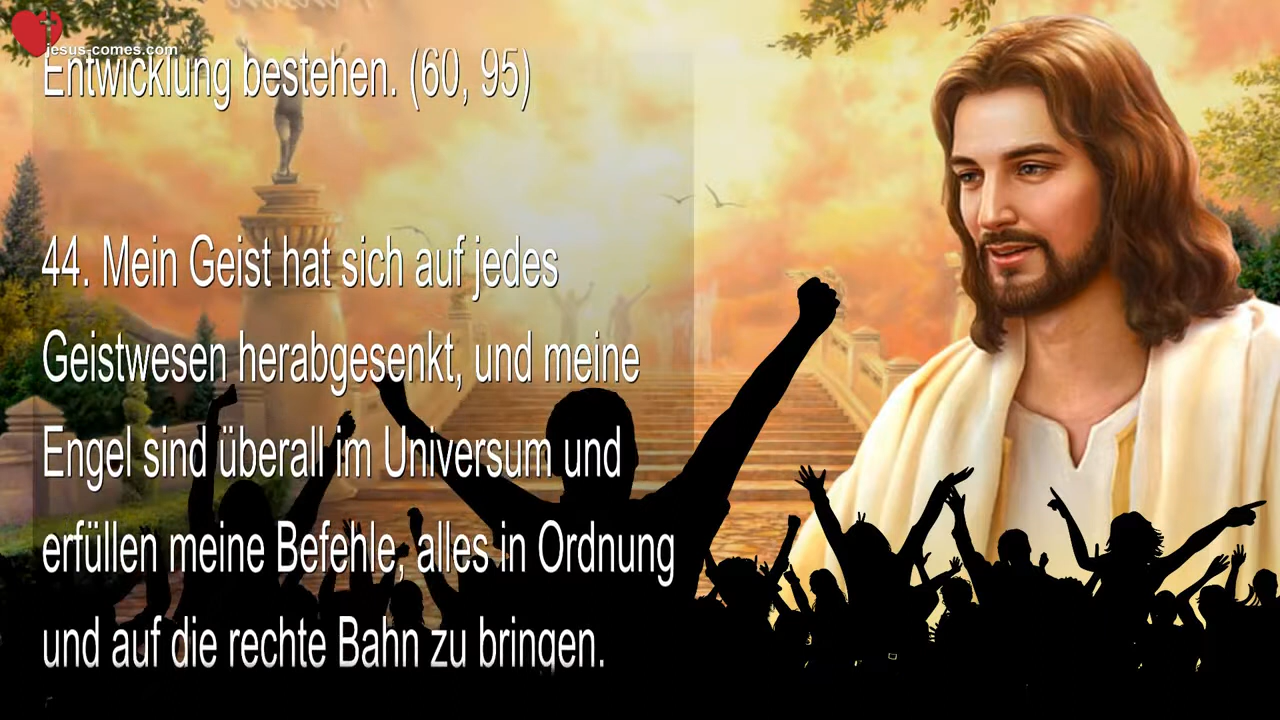 jesus-comes.com
Entwicklung bestehen. (60, 95)
44. Mein Geist hat sich auf jedes
Geistwesen herabgesenkt, und meine
Engel sind überall im Universum und
erfüllen meine Befehle, alles in Ordnung
und auf die rechte Bahn zu bringen.